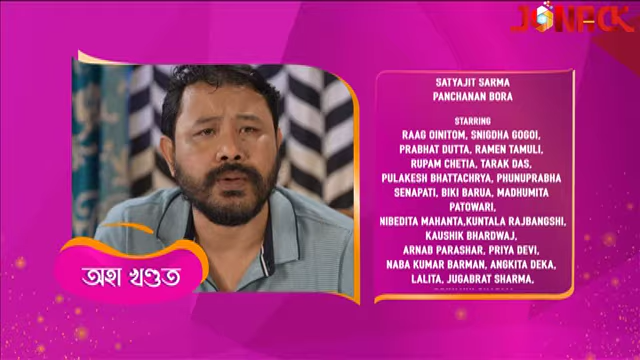 JONACK
SATYAJIT SARMA
PANCHANAN BORA
STARRING
RAAG OINITOM, SNIGDHA GOGOI,
PRABHAT DUTTA, RAMEN TAMULI,
RUPAM CHETIA, TARAK DAS,
PULAKESH BHATTACHRYA, PHUNUPRABHA
SENAPATI, BIKI BARUA, MADHUMITA
PATOWARI,
NIBEDITA MAHANTA,KUNTALA RAJBANGSHI,
KAUSHIK BHARDWAJ,
ARNAB PARASHAR, PRIYA DEVI,
NABA KUMAR BARMAN, ANGKITA DEKA,
LALITA, JUGABRAT SHARMA,
অহা খণ্ডত